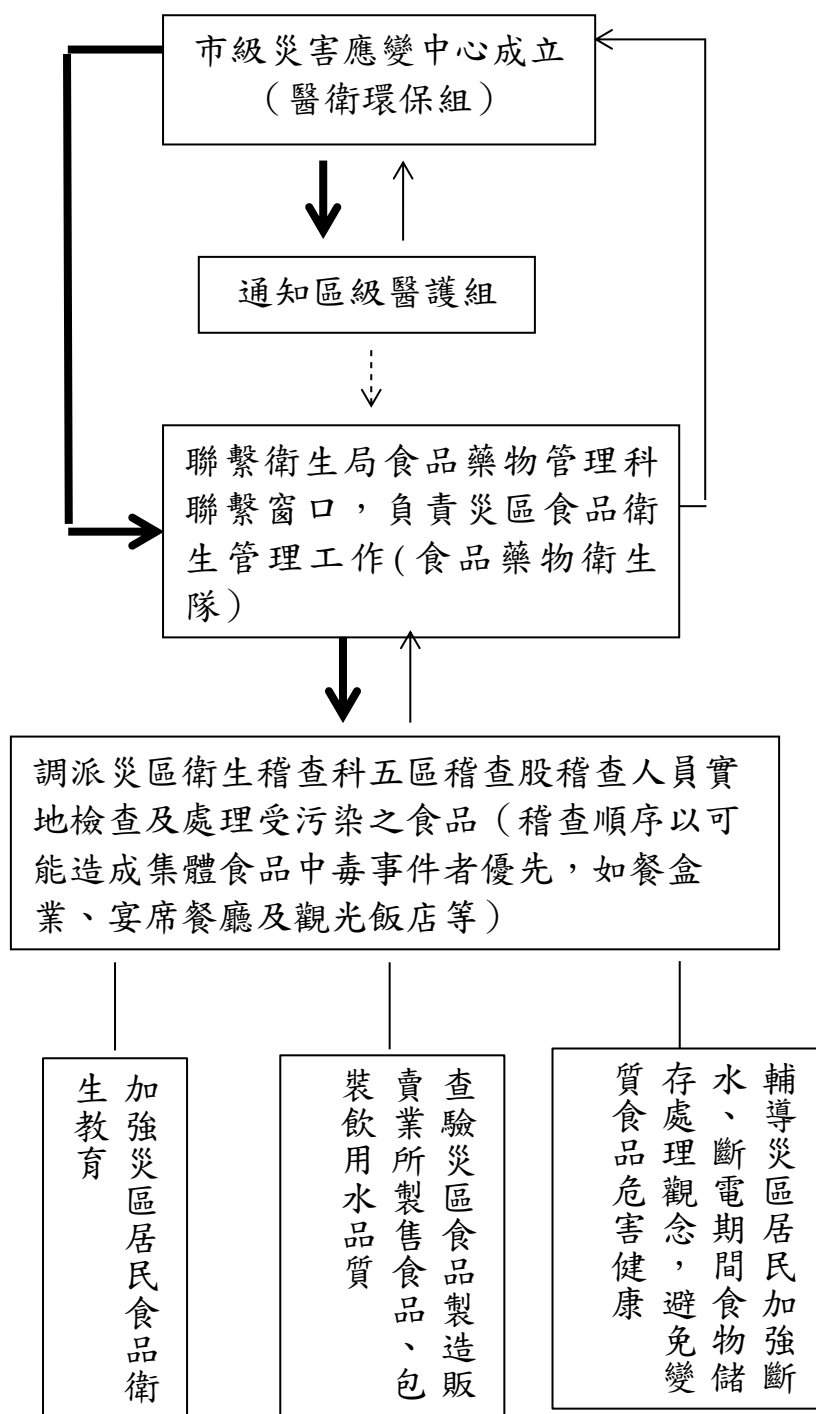 市級災害應變中心成立
（醫衛環保組）
通知區級醫護組
聯繫衛生局食品藥物管理科
聯繫窗口，負責災區食品衛
生管理工作(食品藥物衛生
隊）
調派災區衛生稽查科五區稽查股稽查人員實
地檢查及處理受污染之食品（稽查順序以可
能造成集體食品中毒事件者優先，如餐盒
業、宴席餐廳及觀光飯店等）
加強災區居民食品衛
生教育
查驗災區食品製造販
賣業所製售食品、包
裝飲用水品質
輔導災區居民加強斷
水、斷電期間食物儲
存處理觀念，避免變
質食品危害健康